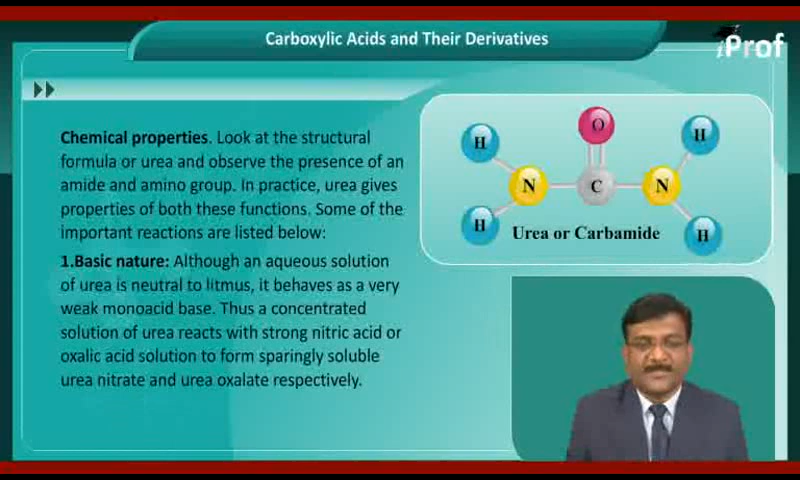 Carboxylic Acids and Their Derivatives
iProf
Chemical properties. Look at the structural
formula or urea and observe the presence of an
amide and amino group. In practice, urea gives
properties of both these functions. Some of the
important reactions are listed below:
1.Basic nature: Although an aqueous solution
of urea is neutral to litmus, it behaves as a very
weak monoacid base. Thus a concentrated
solution of urea reacts with strong nitric acid or
oxalic acid solution to form sparingly soluble
urea nitrate and urea oxalate respectively.
H O H
N C N
H H
Urea or Carbamide